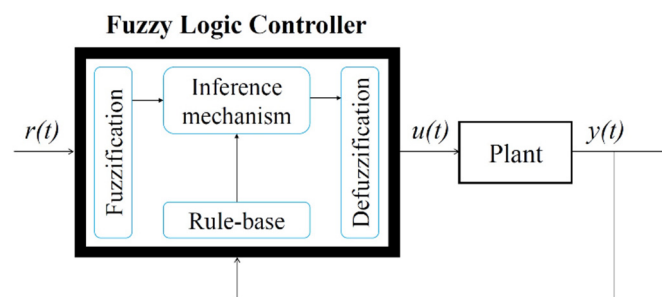 Fuzzy Logic Controller
r(t)
Fuzzification
Inference
mechanism
Rule-base
Defuzzification
u(t)
Plant
y(t)